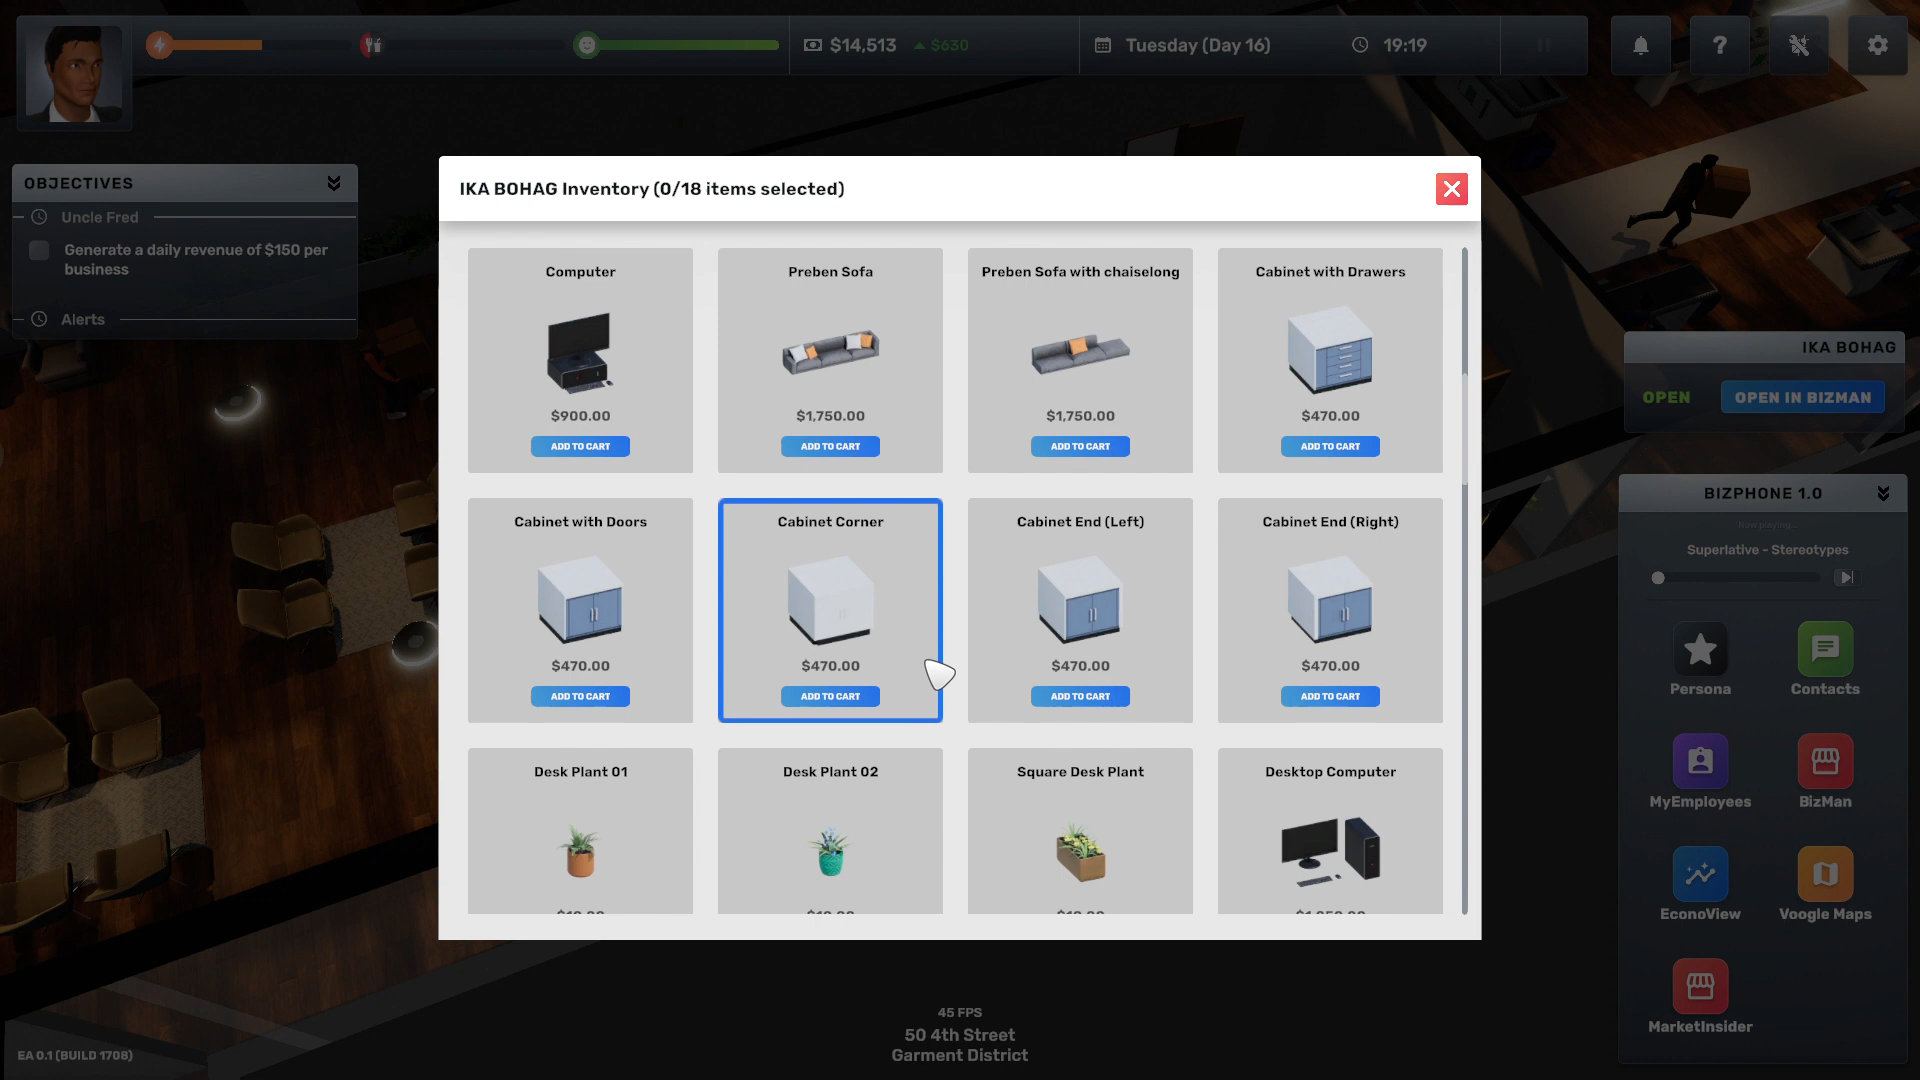 $14,513
$630
Tuesday (Day 16)
19:19
?
OBJECTIVES
Uncle Fred
Generate a daily revenue of $150 per
business
Alerts
IKA BOHAG Inventory (0/18 items selected)
Computer
$900.00
ADD TO CART
Preben Sofa
$1,750.00
ADD TO CART
Preben Sofa with chaiselong
$1,750.00
ADD TO CART
Cabinet with Drawers
$470.00
ADD TO CART
Cabinet with Doors
$470.00
ADD TO CART
Cabinet Corner
$470.00
ADD TO CART
Cabinet End (Left)
$470.00
ADD TO CART
Cabinet End (Right)
$470.00
ADD TO CART
Desk Plant 01
Desk Plant 02
Square Desk Plant
Desktop Computer
IKA BOHAG
OPEN
OPEN IN BIZMAN
BIZPHONE 1.0
Now playing...
Superlative - Stereotypes
Persona
Contacts
MyEmployees
BizMan
EconoView
Voogle Maps
MarketInsider
45 FPS
50 4th Street
Garment District
EA 0.1 (BUILD 1708)